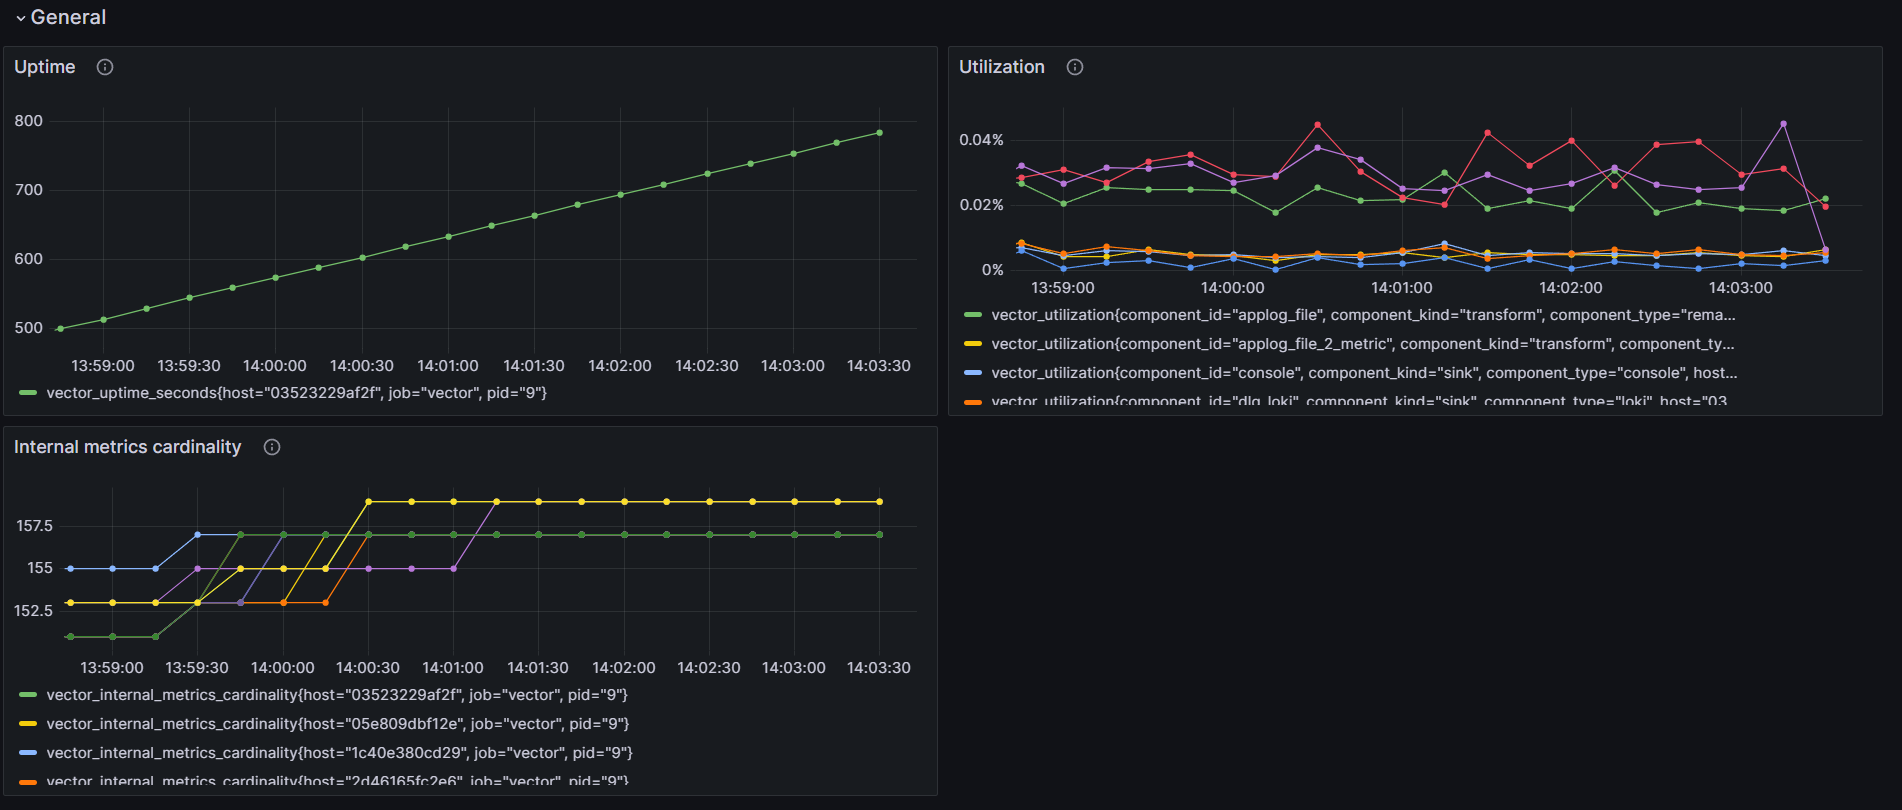 General
Uptime
800
700
600
500
13:59:00 13:59:30 14:00:00 14:00:30 14:01:00 14:01:30 14:02:00 14:02:30 14:03:00 14:03:30
vector_uptime_seconds{host="03523229af2f", job="vector", pid="9"}
Utilization
0.04%
0.02%
0%
13:59:00 14:00:00 14:01:00 14:02:00 14:03:00
vector_utilization{component_id="applog_file", component_kind="transform", component_type="rema...
vector_utilization{component_id="applog_file_2_metric", component_kind="transform", component_ty...
vector_utilization{component_id="console", component_kind="sink", component_type="console", host...
vector_utilization{component_id="dlq_loki", component_kind="sink", component_type="loki", host="03
Internal metrics cardinality
157.5
155
152.5
13:59:00 13:59:30 14:00:00 14:00:30 14:01:00 14:01:30 14:02:00 14:02:30 14:03:00 14:03:30
vector_internal_metrics_cardinality{host="03523229af2f", job="vector", pid="9"}
vector_internal_metrics_cardinality{host="05e809dbf12e", job="vector", pid="9"}
vector_internal_metrics_cardinality{host="1c40e380cd29", job="vector", pid="9"}
vector_internal_metrics_cardinality{host="2d46165fc2e6", job="vector", pid="9"}